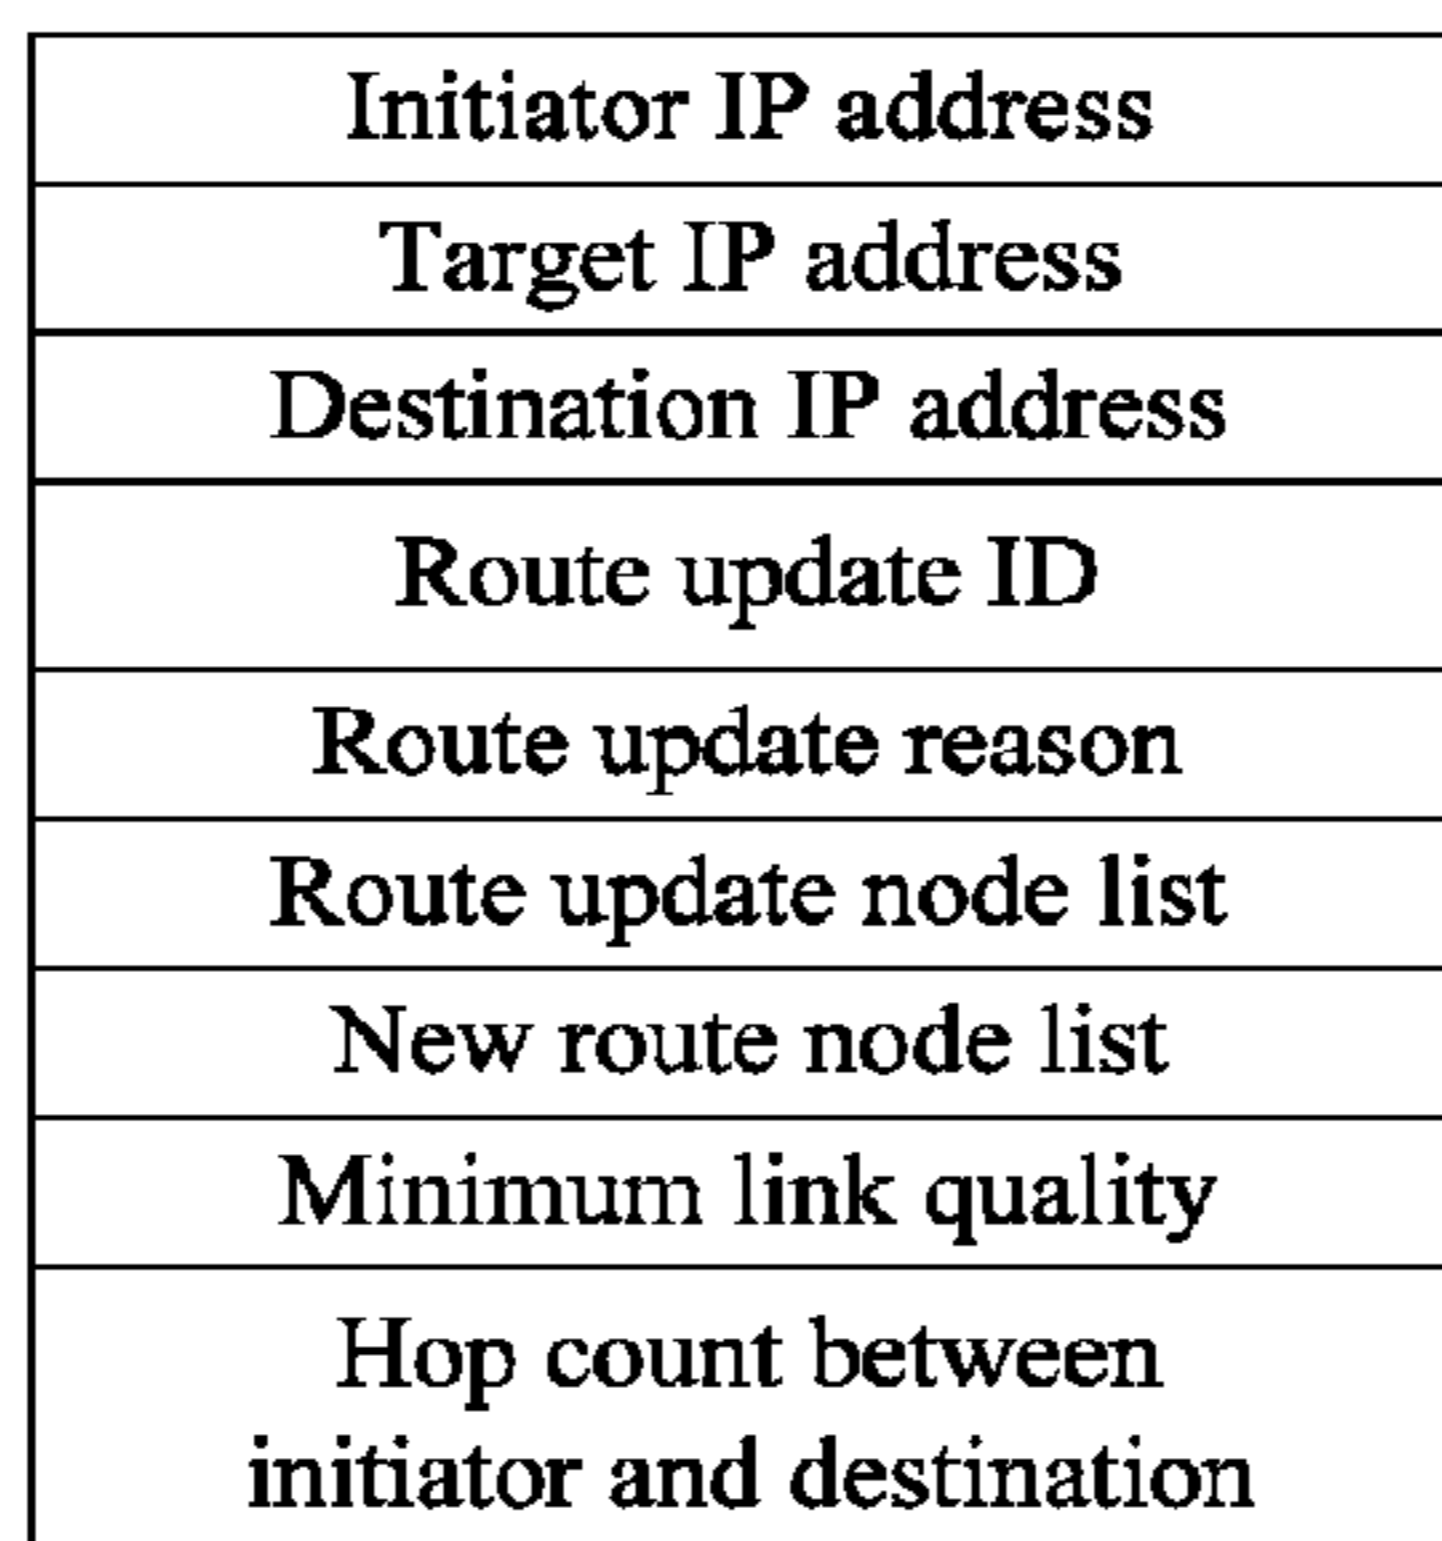 Initiator IP address
Target IP address
Destination IP address
Route update ID
Route update reason
Route update node list
New route node list
Minimum link quality
Hop count between
initiator and destination